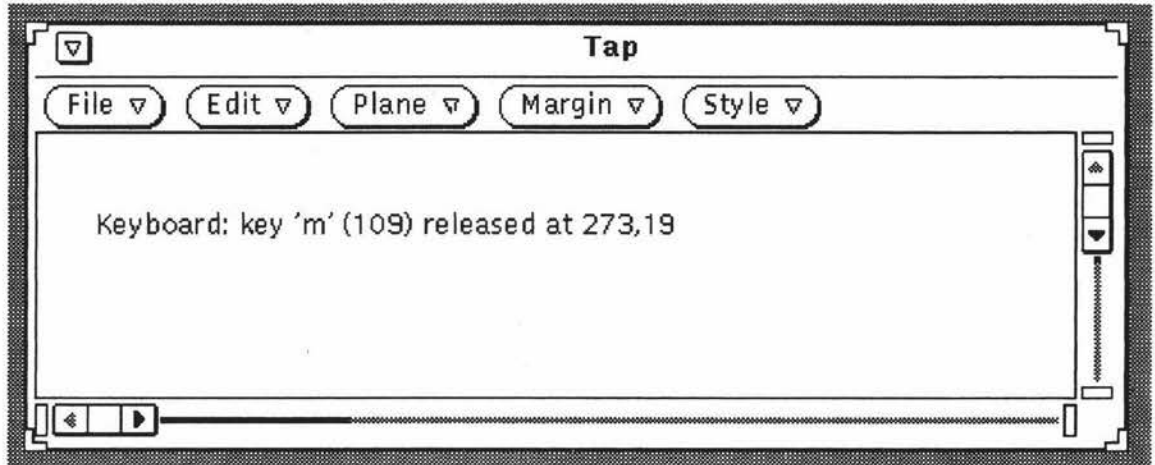 Tap
File Edit Plane Margin Style
Keyboard: key 'm' (109) released at 273,19